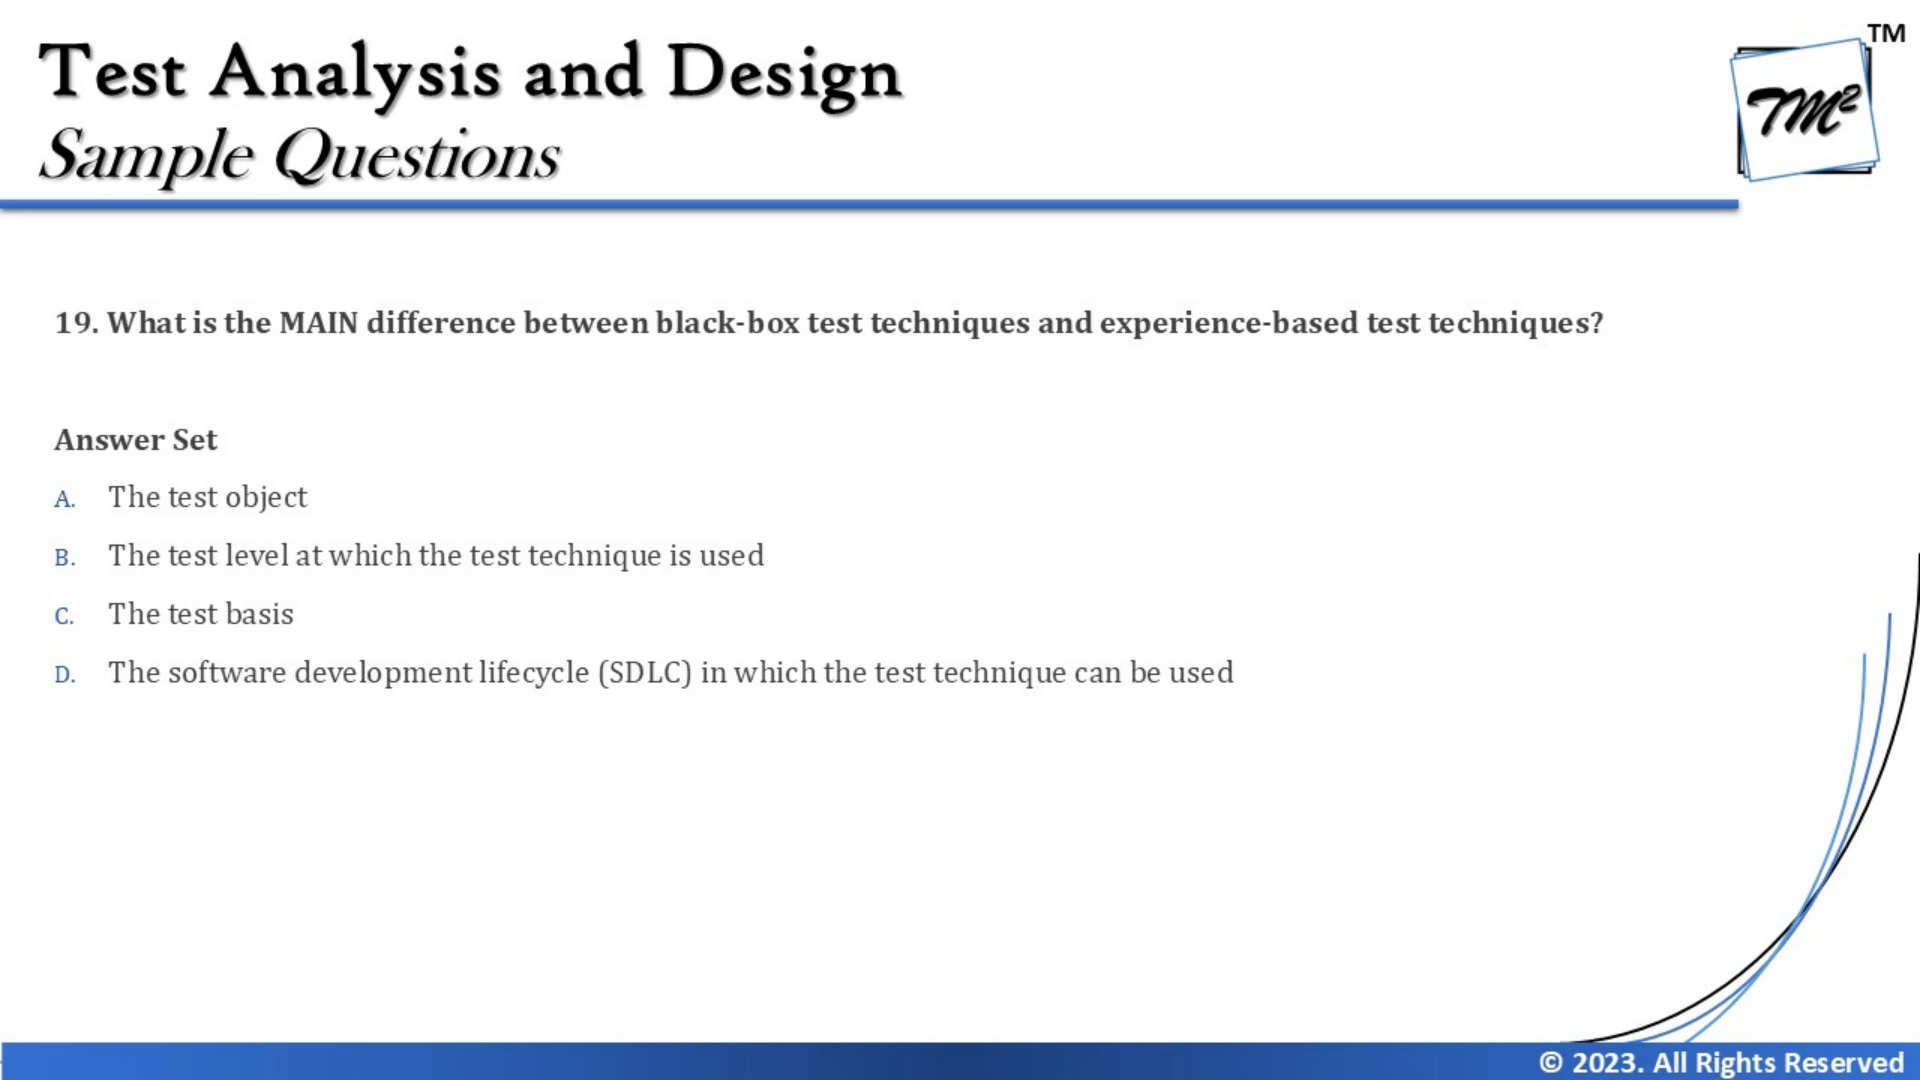 Test Analysis and Design
Sample Questions
TM
TM²
19. What is the MAIN difference between black-box test techniques and experience-based test techniques?
Answer Set
A. The test object
B. The test level at which the test technique is used
C. The test basis
D. The software development lifecycle (SDLC) in which the test technique can be used
© 2023. All Rights Reserved